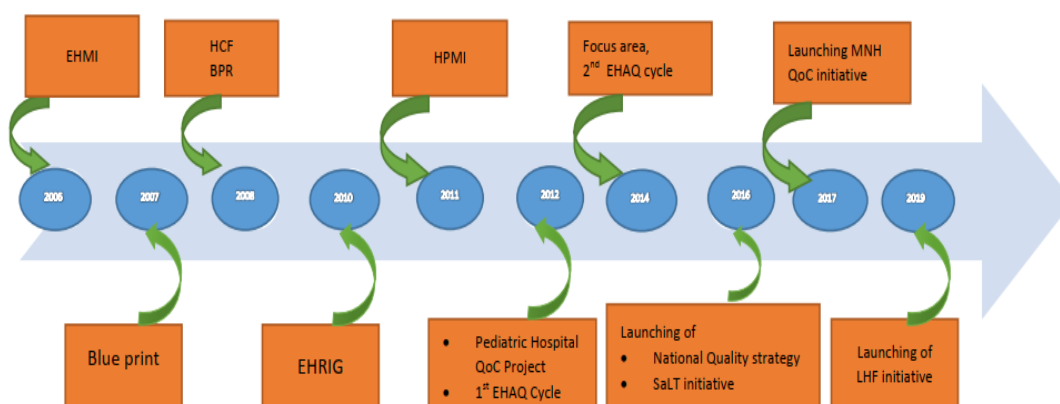 EHMI
HCF
BPR
HPMI
Focus area,
2nd EHAQ cycle
Launching MNH
QoC initiative
2006
2007
2008
2010
2011
2012
2014
2016
2017
2019
Blue print
EHRIG
• Pediatric Hospital
QoC Project
• 1st EHAQ Cycle
Launching of
• National Quality strategy
• SaLT initiative
Launching of
LHF initiative